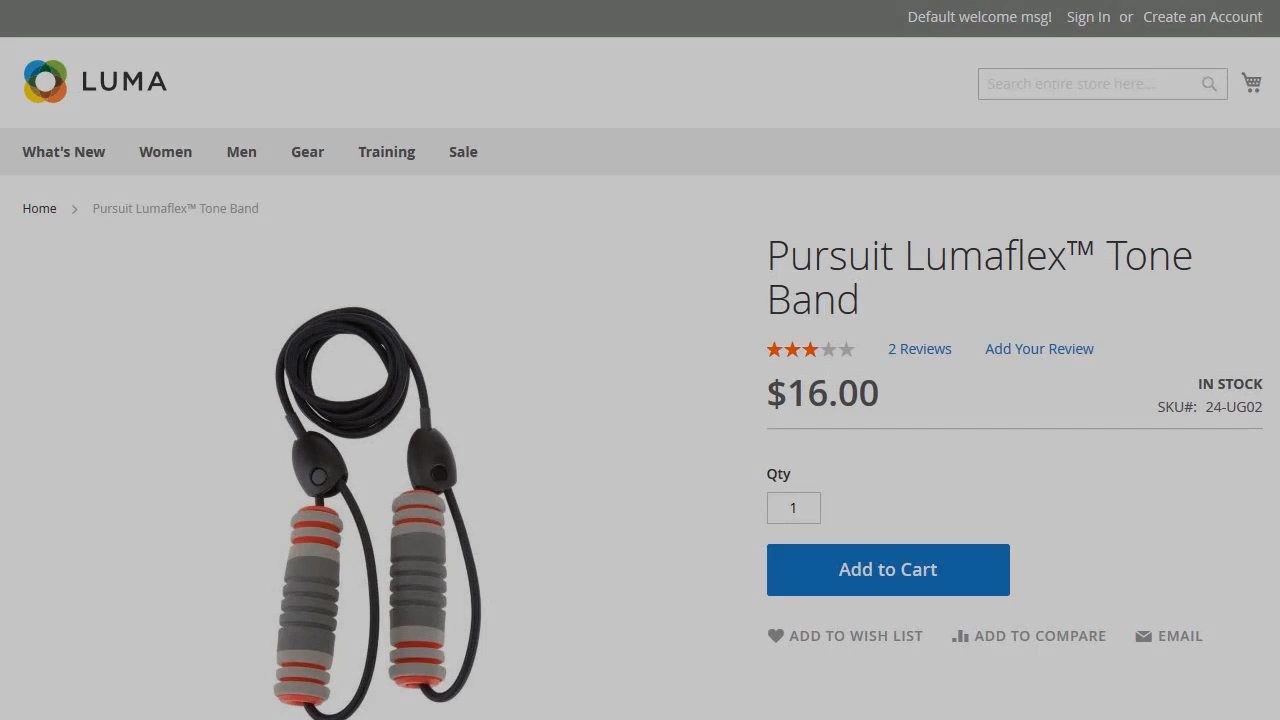 Default welcome msg! Sign In or Create an Account
LUMA
Search entire store here...
What's New Women Men Gear Training Sale
Home Pursuit Lumaflex™ Tone Band
Pursuit Lumaflex™ Tone
Band
2 Reviews Add Your Review
$16.00
IN STOCK
SKU#: 24-UG02
Qty
1
Add to Cart
ADD TO WISH LIST ADD TO COMPARE EMAIL